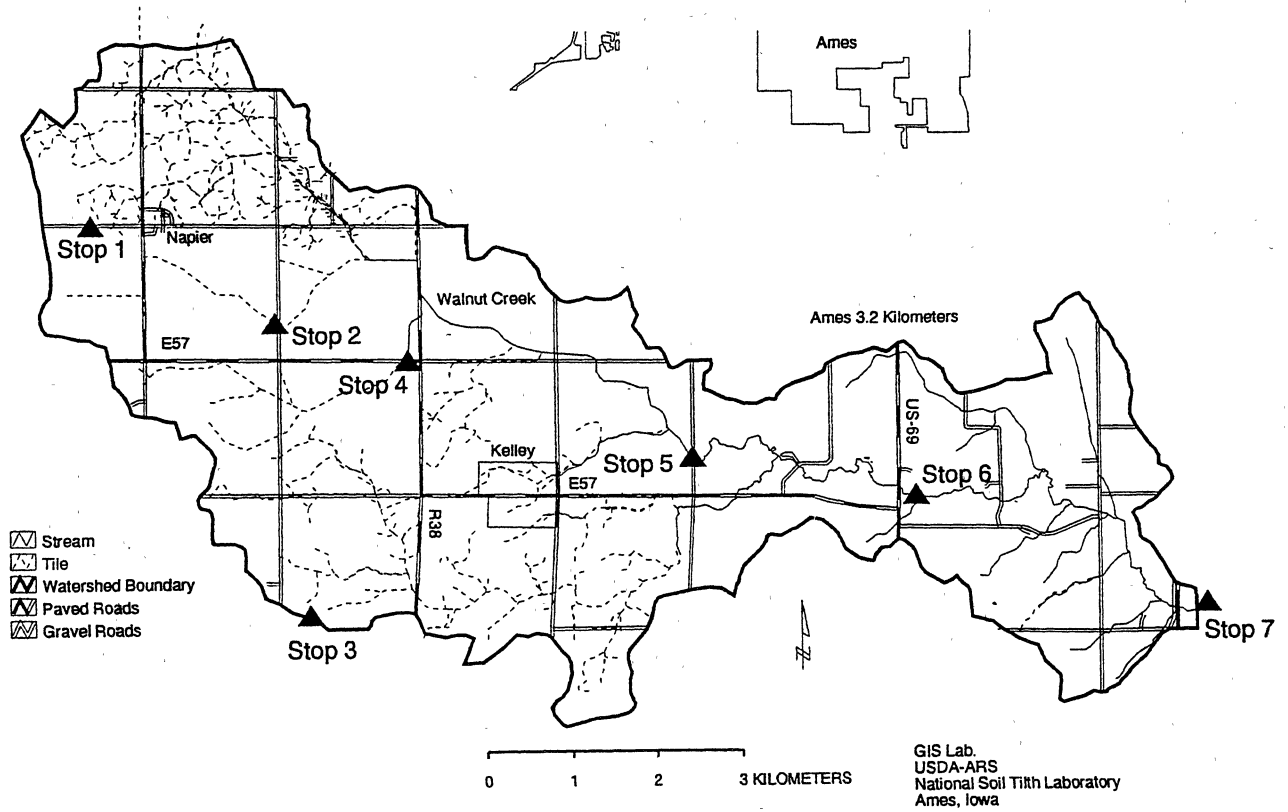 Ames
Stop 1
Napier
Walnut Creek
Ames 3.2 Kilometers
Stop 2
E57
Stop 4
US-69
Kelley
Stop 5
E57
Stop 6
R38
Stream
Tile
Watershed Boundary
Paved Roads
Gravel Roads
Stop 3
Stop 7
N
0 1 2 3 KILOMETERS
GIS Lab.
USDA-ARS
National Soil Tilth Laboratory
Ames, Iowa